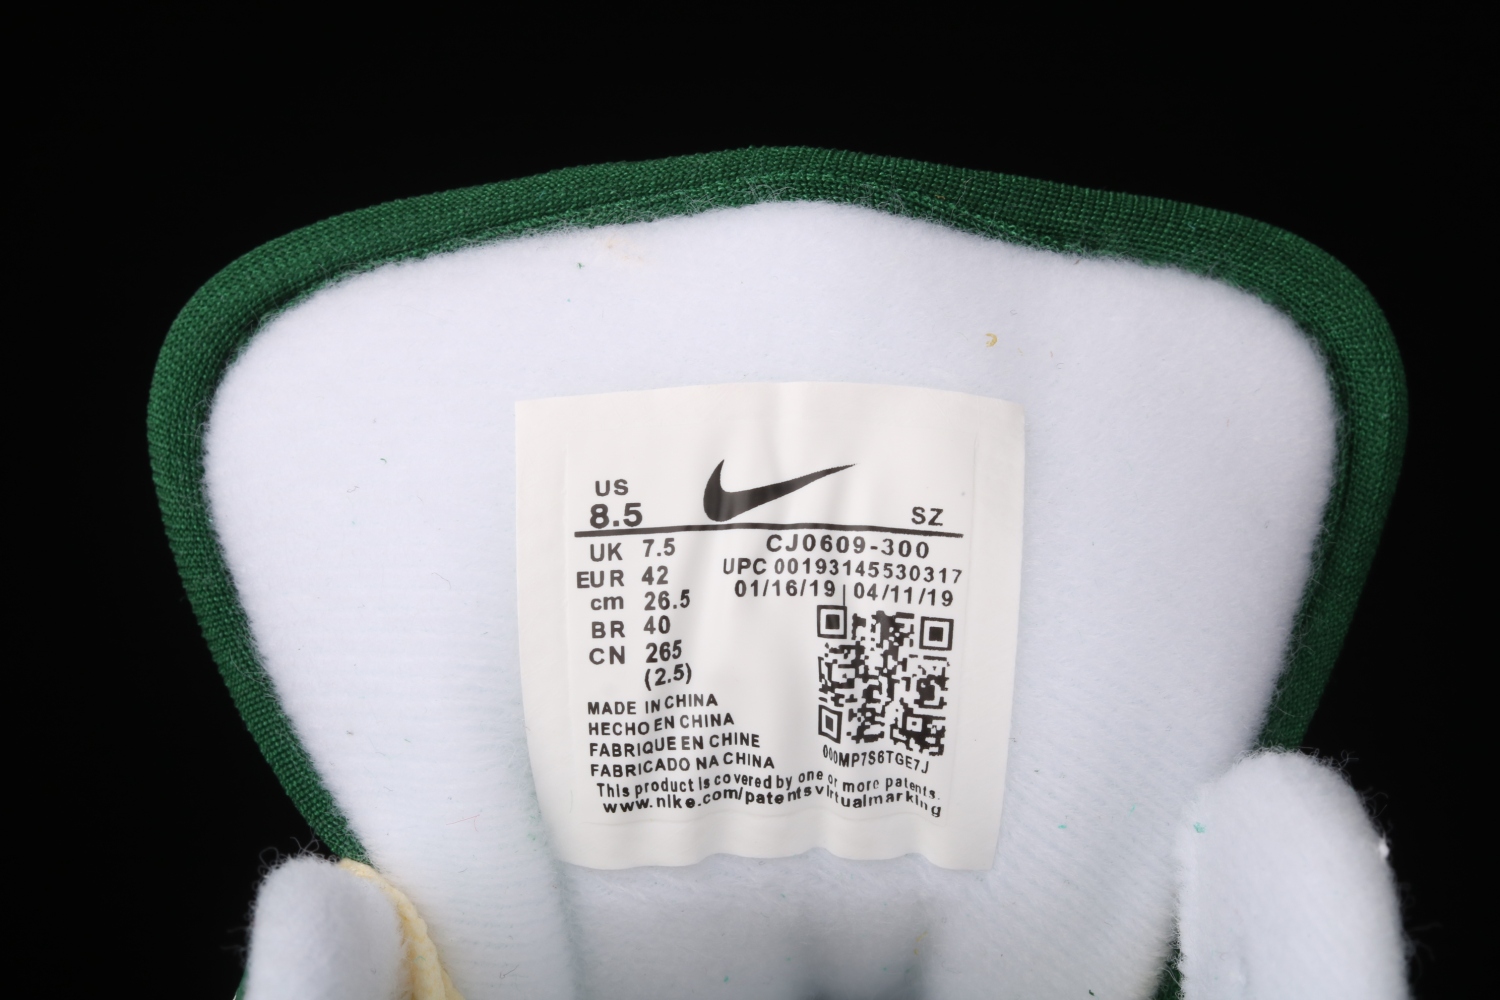 US
8.5 SZ
UK 7.5 CJ0609-300
EUR 42 UPC 00193145530317
cm 26.5 01/16/19 | 04/11/19
BR 40
CN 265
(2.5)
MADE IN CHINA
HECHO EN CHINA
FABRIQUE EN CHINE
FABRICADO NA CHINA
000MP7S6TGE7J
This product is covered by one or more patents.
www.nike.com/patentsvirtualmarking